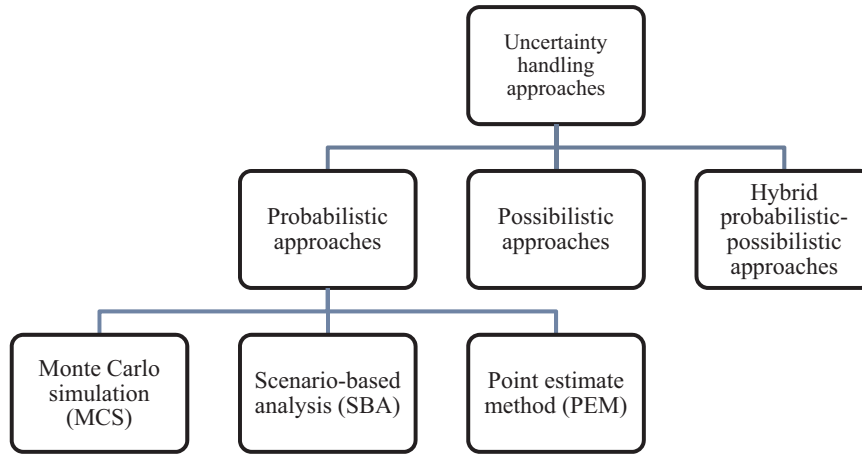 Uncertainty
handling
approaches
Probabilistic
approaches
Possibilistic
approaches
Hybrid
probabilistic-
possibilistic
approaches
Monte Carlo
simulation
(MCS)
Scenario-based
analysis (SBA)
Point estimate
method (PEM)